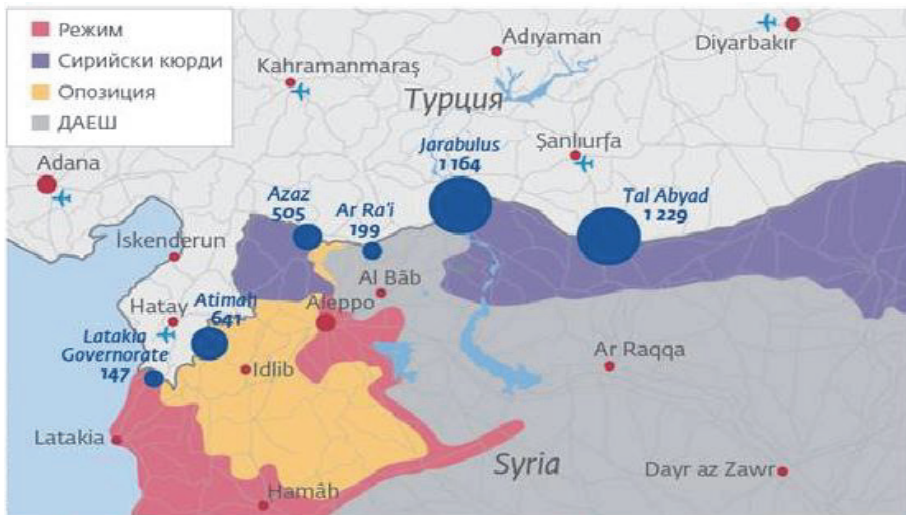 Режим
Сирийски кюрди
Опозиция
ДАЕШ
Adıyaman
Diyarbakır
Kahramanmaraş
Турция
Şanlıurfa
Adana
Jarabulus
1 164
Azaz
505
Ar Ra'i
199
Tal Abyad
1 229
İskenderun
Al Bāb
Hatay
Atimah
641
Aleppo
Latakia
Governorate
147
Idlib
Ar Raqqa
Latakia
Syria
Dayr az Zawr
Hamāh